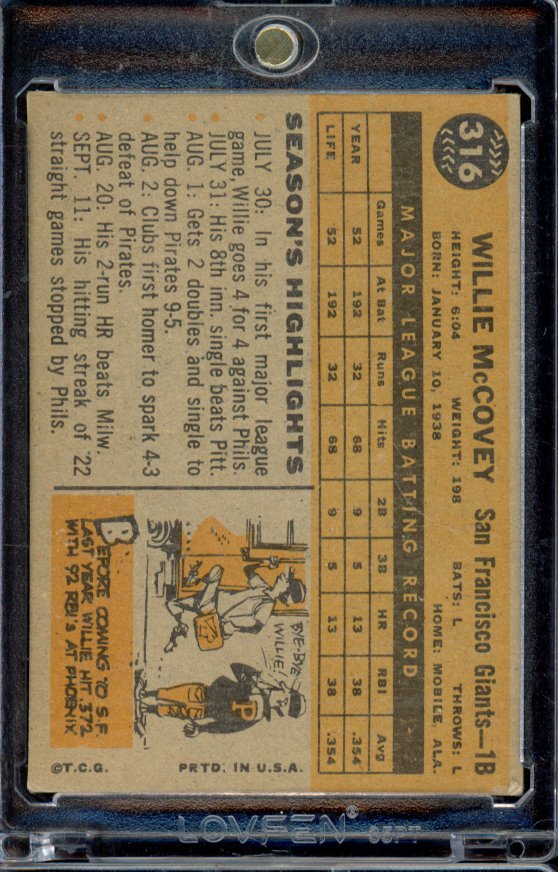 316
WILLIE McCOVEY San Francisco Giants—1B
HEIGHT: 6:04 WEIGHT: 198 BATS: L THROWS: L
BORN: JANUARY 10, 1938 HOME: MOBILE, ALA.
MAJOR LEAGUE BATTING RECORD
Games At Bat Runs Hits 2B 3B HR RBI Avg
YEAR 52 192 32 68 9 5 13 38 .354
LIFE 52 192 32 68 9 5 13 38 .354
SEASON'S HIGHLIGHTS
• JULY 30: In his first major league
game, Willie goes 4 for 4 against Phils.
• JULY 31: His 8th inn. single beats Pitt.
• AUG. 1: Gets 2 doubles and single to
help down Pirates 9-5.
• AUG. 2: Clubs first homer to spark 4-3
defeat of Pirates.
• AUG. 20: His 2-run HR beats Milw.
• SEPT. 11: His hitting streak of '22
straight games stopped by Phils.
BYE-BYE
WILLIE!
P
BEFORE COMING TO S.F
LAST YEAR WILLIE HIT .372
WITH 92 RBI's AT PHOENIX
©T.C.G. PRTD. IN U.S.A.